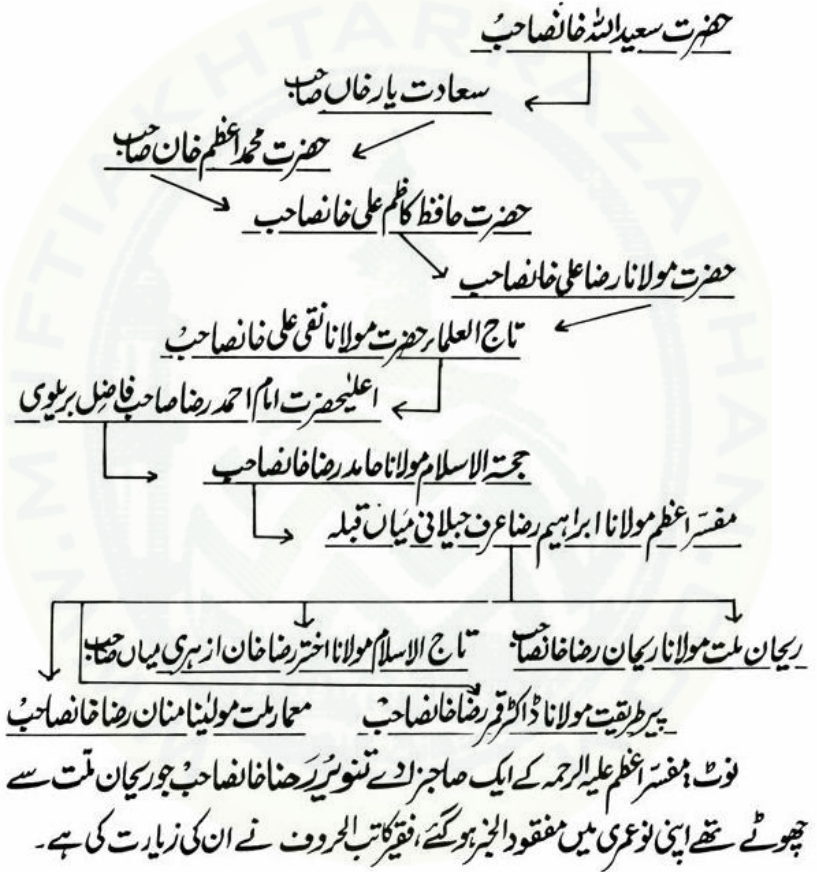 حضرت سعید اللہ خانصاحب
سعادت یار خاں صاحب
حضرت محمد اعظم خان صاحب
حضرت حافظ کاظم علی خانصاحب
حضرت مولانا رضا علی خانصاحب
تاج العلماء حضرت مولانا نقی علی خانصاحب
اعلیٰحضرت امام احمد رضا صاحب فاضل بریلوی
حجۃ الاسلام مولانا حامد رضا خانصاحب
مفسر اعظم مولانا ابراہیم رضا عرف جیلانی میاں قبلہ
ریحان ملت مولانا ریحان رضا خانصاحب تاج الاسلام مولانا اختر رضا خان ازہری میاں صاحب
پیر طریقت مولانا ڈاکٹر قمر رضا خانصاحب معمار ملت مولینا منان رضا خانصاحب
نوٹ: مفسر اعظم علیہ الرحمہ کے ایک صاحبزادے تنویر رضا خانصاحب جو ریحان ملت سے
چھوٹے تھے اپنی نوعمری میں مفقود الخبر ہو گئے، فقیر کاتب الحروف نے ان کی زیارت کی ہے۔
M.MUFTIAKHTARRAZAKHAN.